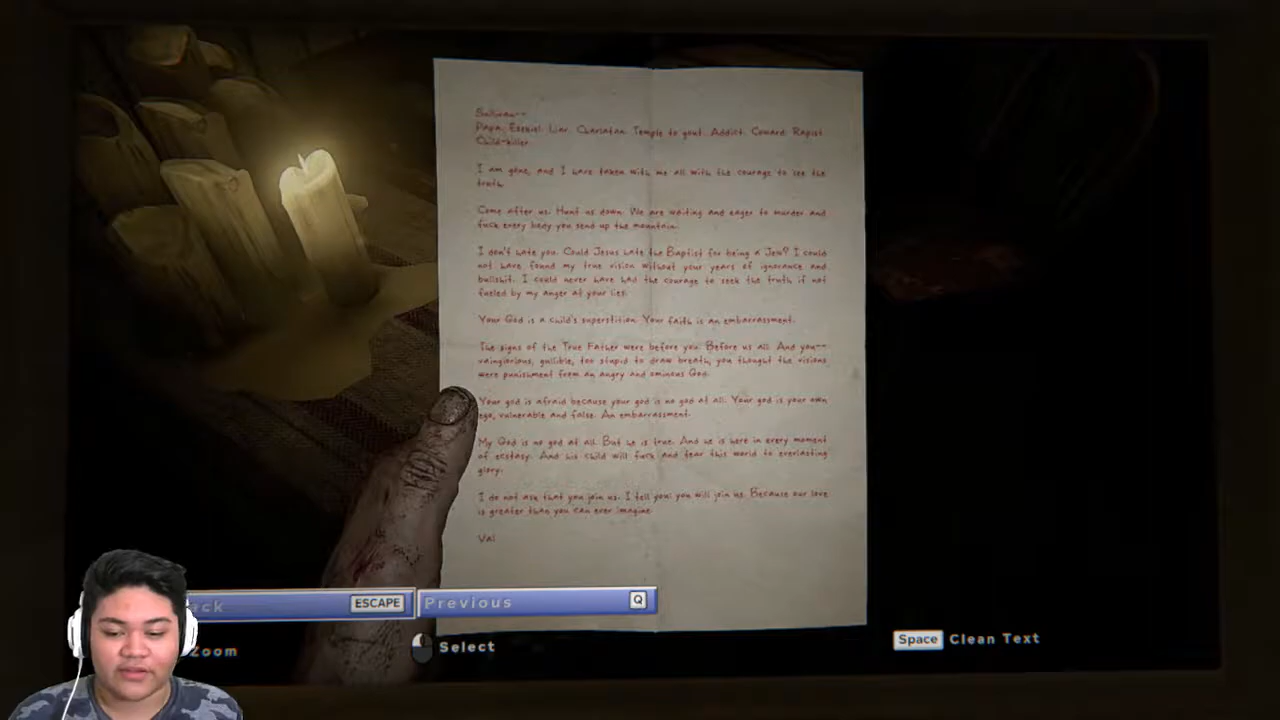 Sullivan--
Papa. Ezekiel. Liar. Charlatan. Temple to gout. Addict. Coward. Rapist.
Child-killer.
I am gone, and I have taken with me all with the courage to see the
truth.
Come after us. Hunt us down. We are waiting and eager to murder and
fuck every body you send up the mountain.
I don't hate you. Could Jesus hate the Baptist for being a Jew? I could
not have found my true vision without your years of ignorance and
bullshit. I could never have had the courage to seek the truth if not
fueled by my anger at your lies.
Your God is a child's superstition. Your faith is an embarrassment.
The signs of the True Father were before you. Before us all. And you--
vainglorious, gullible, too stupid to draw breath, you thought the visions
were punishment from an angry and ominous God.
Your god is afraid because your god is no god at all. Your god is your own
ego, vulnerable and false. An embarrassment.
My God is no god at all. But he is true. And he is here in every moment
of ecstasy. And his child will fuck and tear this world to everlasting
glory.
I do not ask that you join us. I tell you: you will join us. Because our love
is greater than you can ever imagine.
Val
ack ESCAPE Previous Q
Zoom Select Space Clean Text